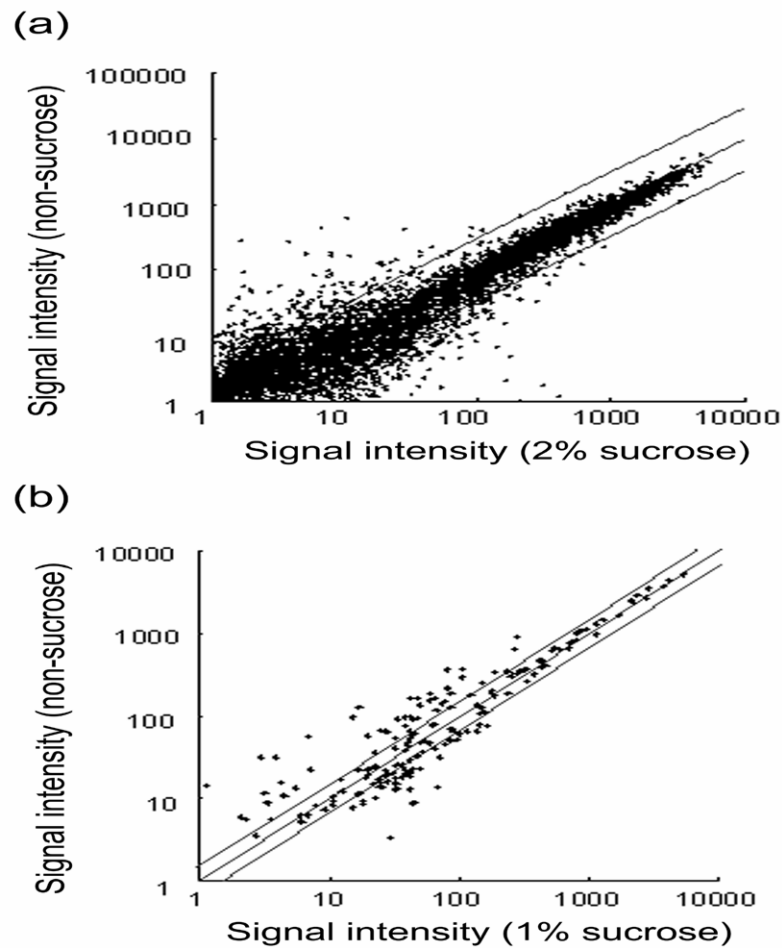 (a)
100000
10000
1000
100
10
1
Signal intensity (non-sucrose)
1 10 100 1000 10000
Signal intensity (2% sucrose)
(b)
10000
1000
100
10
1
Signal intensity (non-sucrose)
1 10 100 1000 10000
Signal intensity (1% sucrose)